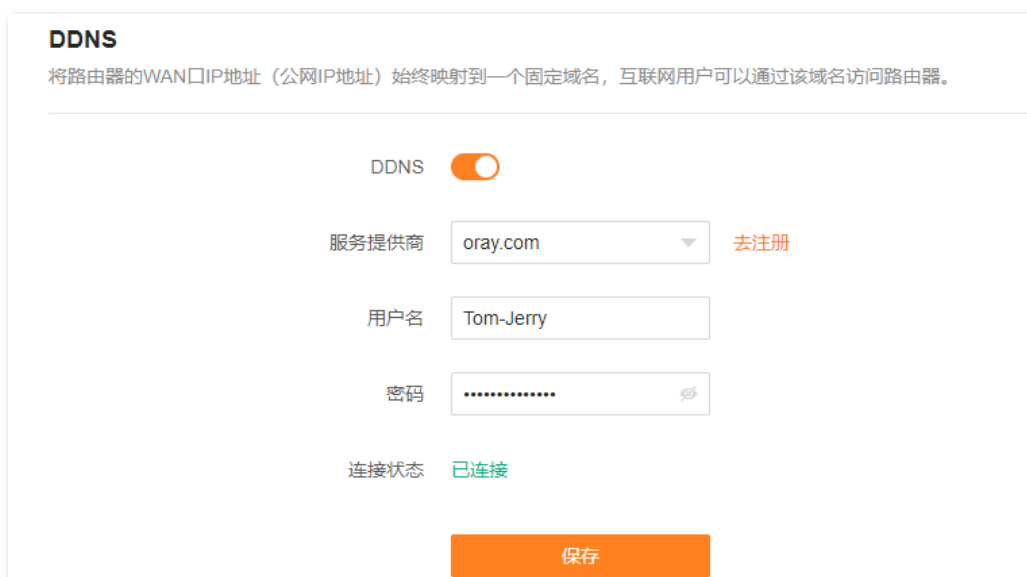 DDNS
将路由器的WAN口IP地址（公网IP地址）始终映射到一个固定域名，互联网用户可以通过该域名访问路由器。
DDNS
服务提供商 oray.com 去注册
用户名 Tom-Jerry
密码 ••••••••••••••
连接状态 已连接
保存